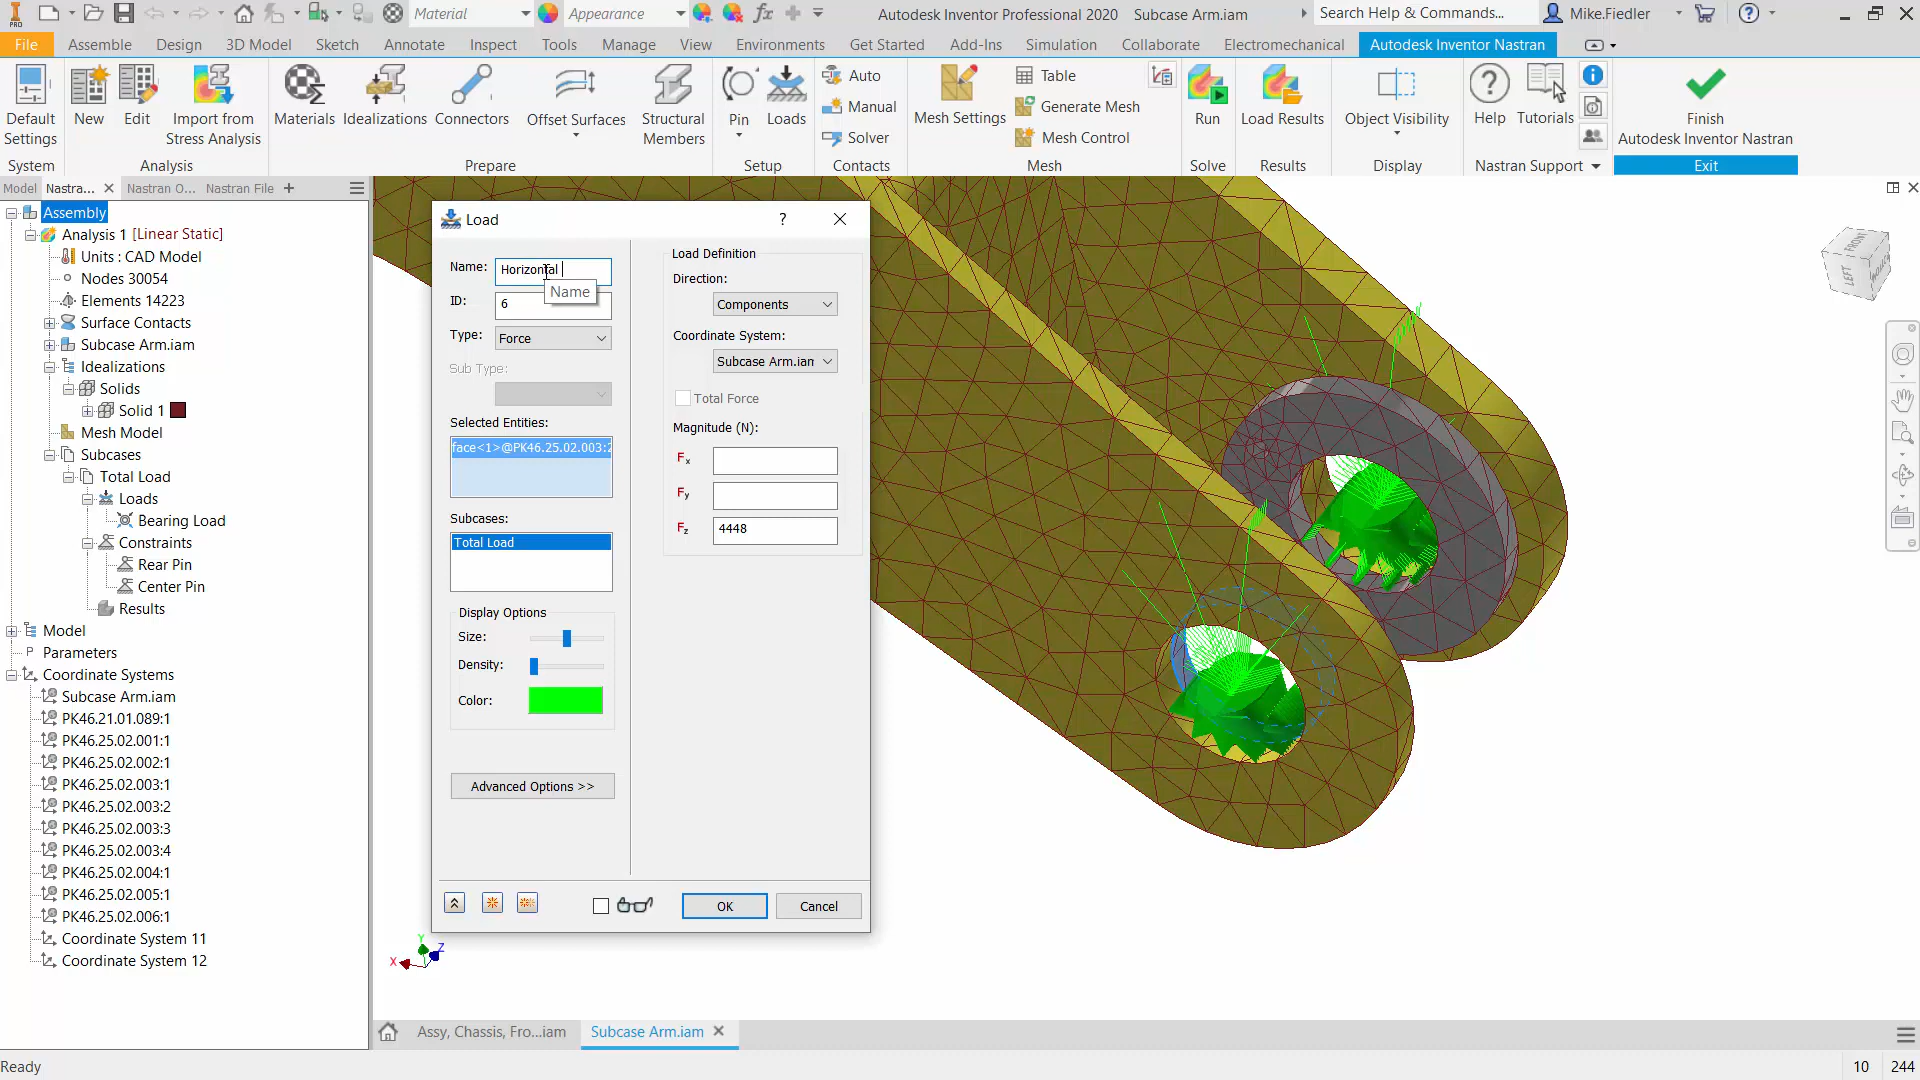 PRO
Material
Appearance
Autodesk Inventor Professional 2020 Subcase Arm.iam
Search Help & Commands...
Mike.Fiedler
File
Assemble
Design
3D Model
Sketch
Annotate
Inspect
Tools
Manage
View
Environments
Get Started
Add-Ins
Simulation
Collaborate
Electromechanical
Autodesk Inventor Nastran
Default Settings
New
Edit
Import from Stress Analysis
Materials
Idealizations
Connectors
Offset Surfaces
Structural Members
Pin
Loads
Auto
Manual
Solver
Mesh Settings
Table
Generate Mesh
Mesh Control
Run
Load Results
Object Visibility
Help
Tutorials
Finish
Autodesk Inventor Nastran
System
Analysis
Prepare
Setup
Contacts
Mesh
Solve
Results
Display
Nastran Support
Exit
Model
Nastra...
Nastran O...
Nastran File
Assembly
Analysis 1 [Linear Static]
Units : CAD Model
Nodes 30054
Elements 14223
Surface Contacts
Subcase Arm.iam
Idealizations
Solids
Solid 1
Mesh Model
Subcases
Total Load
Loads
Bearing Load
Constraints
Rear Pin
Center Pin
Results
Model
Parameters
Coordinate Systems
Subcase Arm.iam
PK46.21.01.089:1
PK46.25.02.001:1
PK46.25.02.002:1
PK46.25.02.003:1
PK46.25.02.003:2
PK46.25.02.003:3
PK46.25.02.003:4
PK46.25.02.004:1
PK46.25.02.005:1
PK46.25.02.006:1
Coordinate System 11
Coordinate System 12
Load
Name: Horizontal
Name
ID: 6
Type: Force
Sub Type:
Selected Entities:
face<1>@PK46.25.02.003:2
Subcases:
Total Load
Display Options
Size:
Density:
Color:
Advanced Options >>
Load Definition
Direction:
Components
Coordinate System:
Subcase Arm.ian
Total Force
Magnitude (N):
Fx
Fy
Fz 4448
OK
Cancel
FRONT
LEFT
X
Y
Z
Assy, Chassis, Fro...iam
Subcase Arm.iam
Ready
10 244